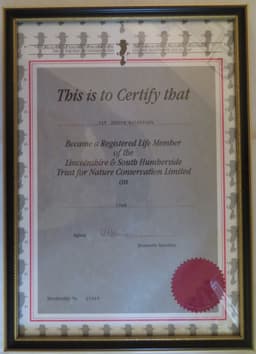 This is to Certify that
Became a Registered Life Member
of the
Lincolnshire & South Humberside
Trust for Nature Conservation Limited
on
Signed
Honorary Secretary
Membership No.